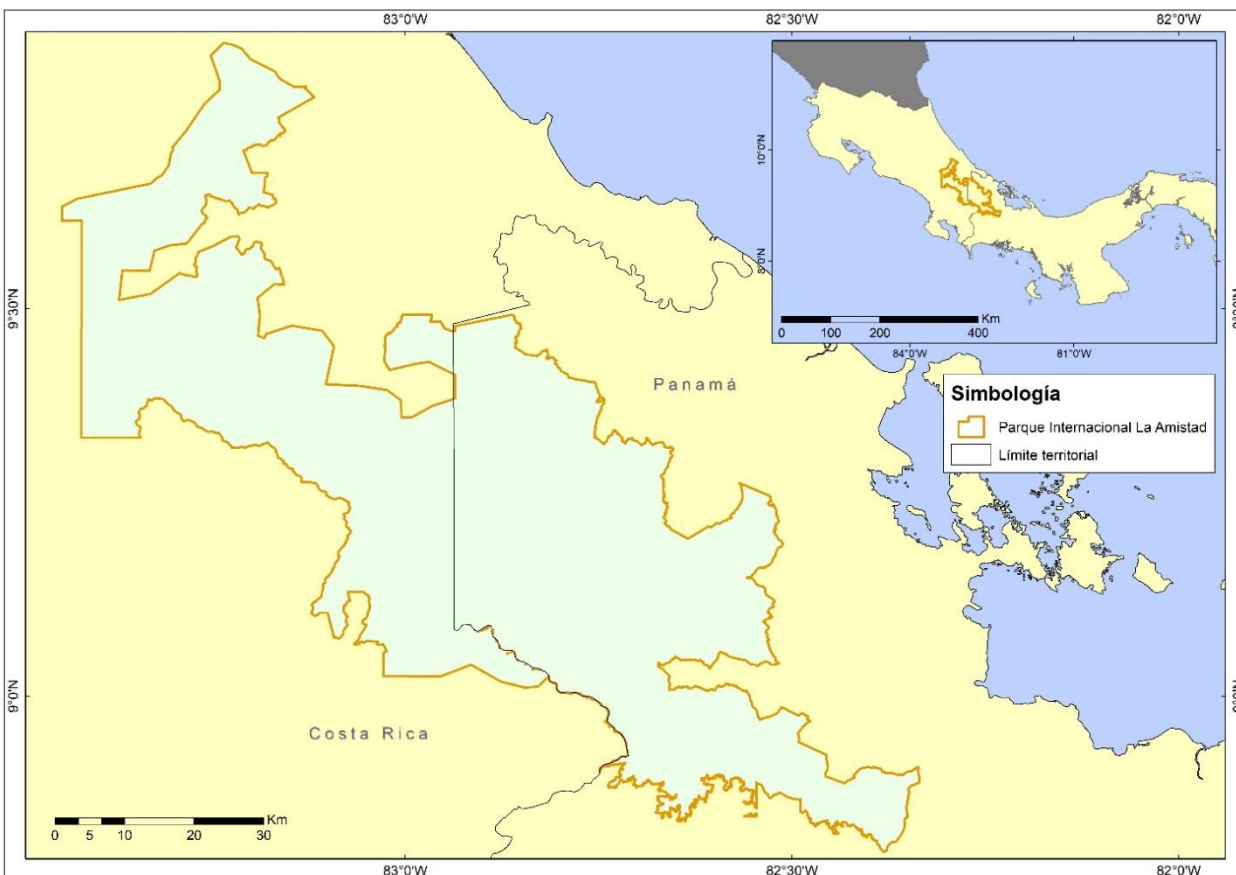 83°0'W 82°30'W 82°0'W
10°0'N
8°0'N
0 100 200 400 Km
84°0'W 81°0'W
9°30'N
Panamá
Simbología
Parque Internacional La Amistad
Límite territorial
9°0'N
Costa Rica
0 5 10 20 30 Km
83°0'W 82°30'W 82°0'W